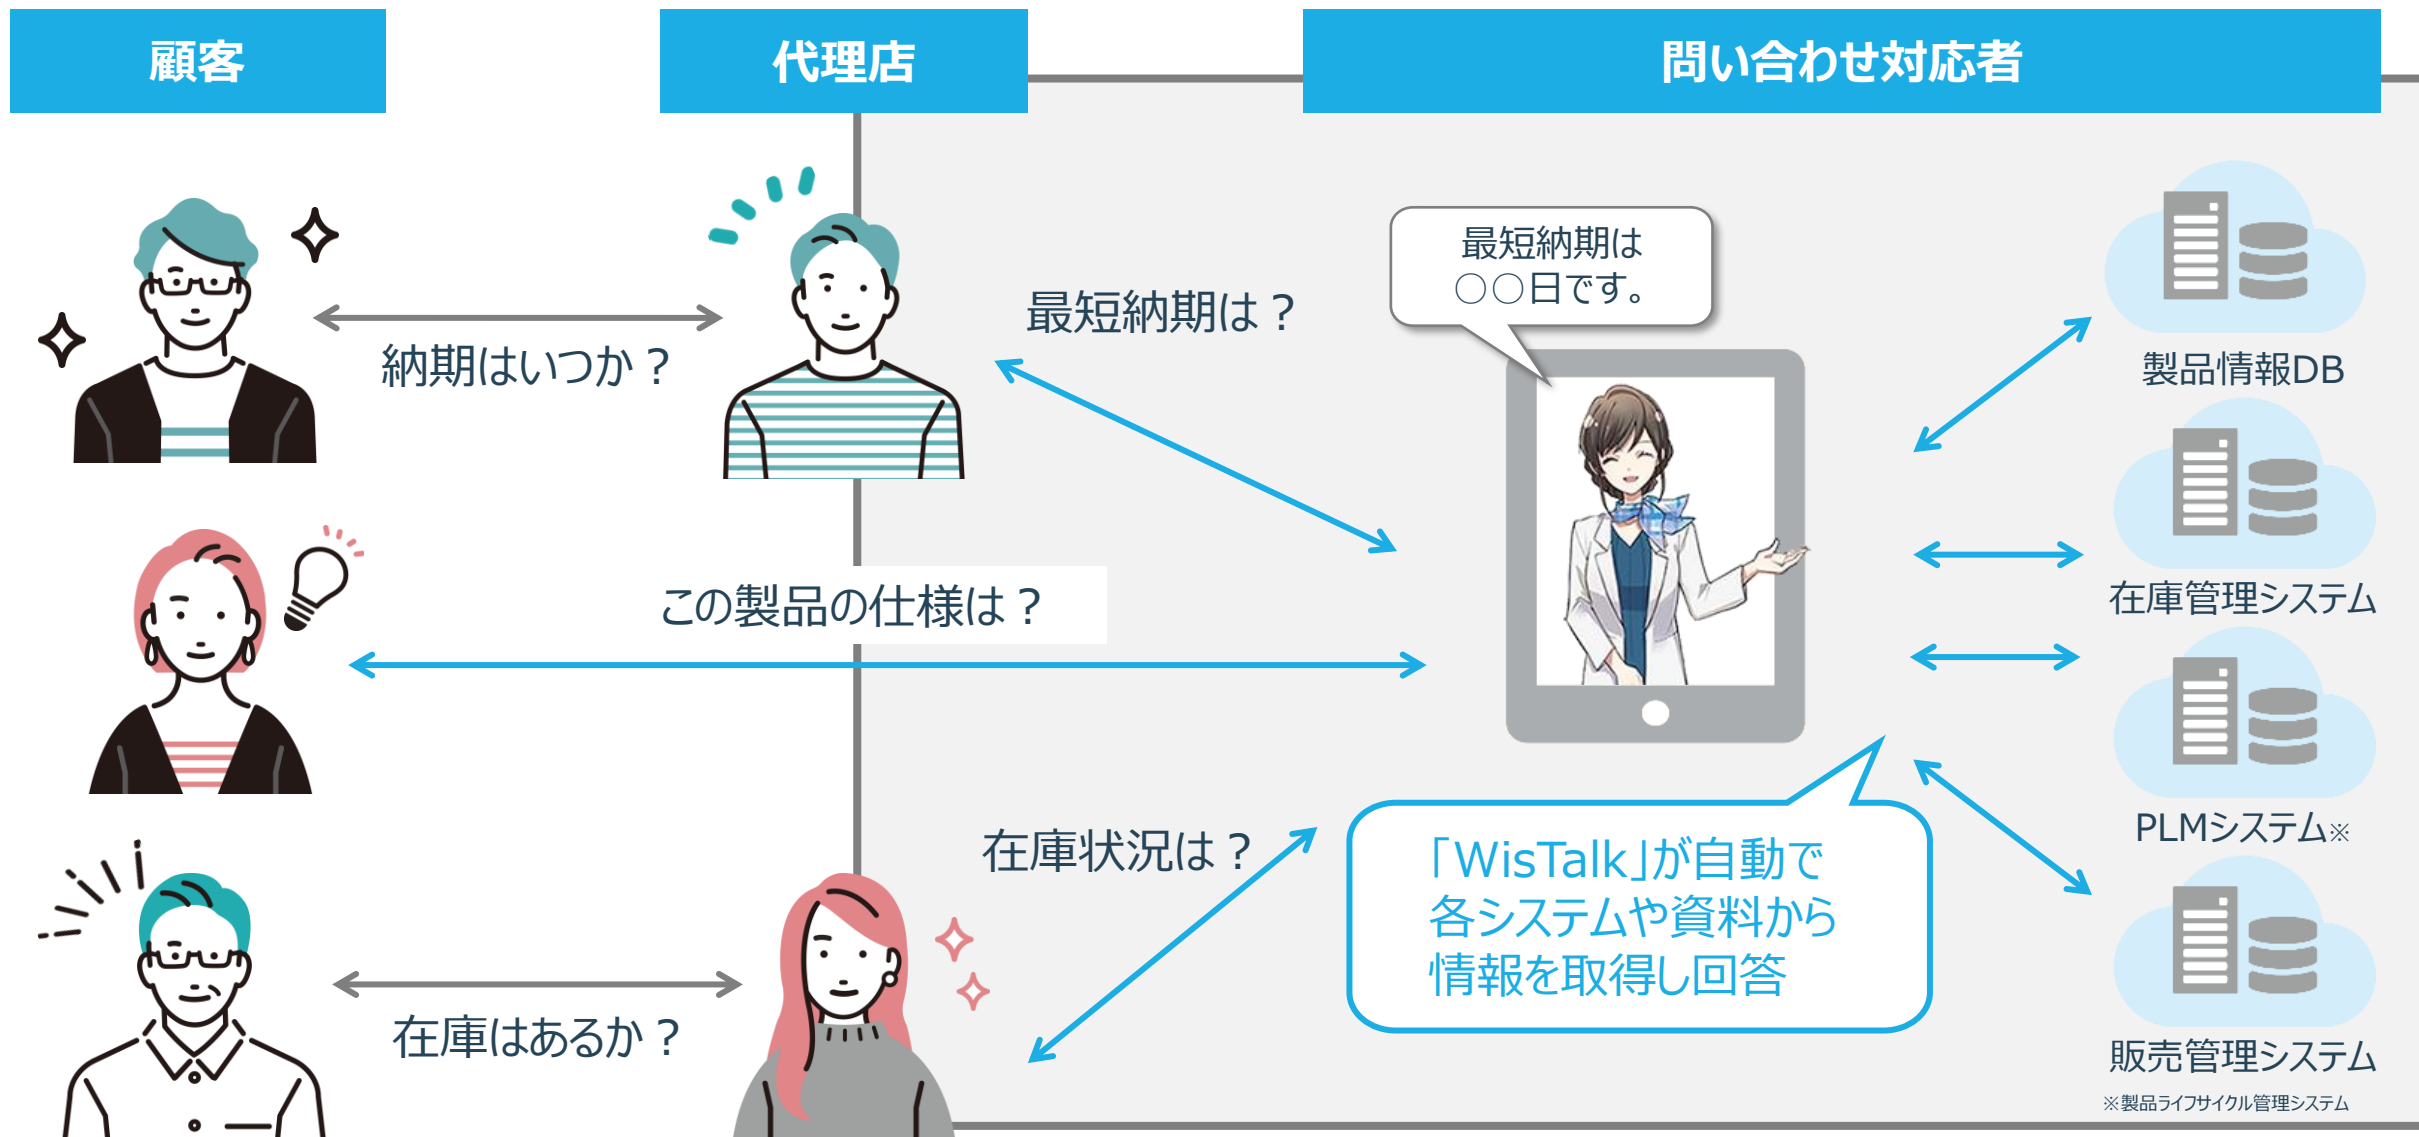 顧客
代理店
問い合わせ対応者
納期はいつか？
最短納期は？
最短納期は
○○日です。
製品情報DB
この製品の仕様は？
在庫管理システム
PLMシステム※
在庫状況は？
「WisTalk」が自動で
各システムや資料から
情報を取得し回答
在庫はあるか？
販売管理システム
※製品ライフサイクル管理システム